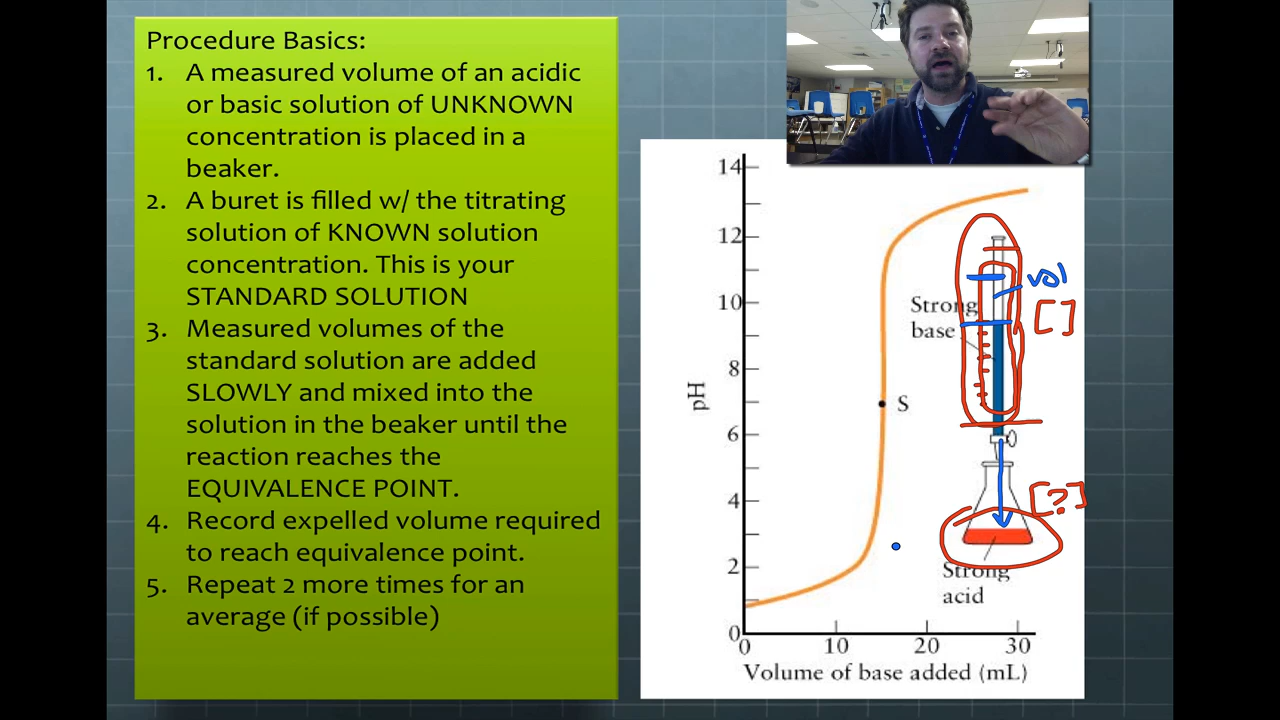 Procedure Basics:
1. A measured volume of an acidic
or basic solution of UNKNOWN
concentration is placed in a
beaker.
2. A buret is filled w/ the titrating
solution of KNOWN solution
concentration. This is your
STANDARD SOLUTION
3. Measured volumes of the
standard solution are added
SLOWLY and mixed into the
solution in the beaker until the
reaction reaches the
EQUIVALENCE POINT.
4. Record expelled volume required
to reach equivalence point.
5. Repeat 2 more times for an
average (if possible)
14
12
10
8
6
4
2
0
pH
0 10 20 30
Volume of base added (mL)
S
Strong
base
vol
[ ]
[?]
Strong
acid